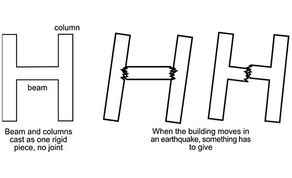 column
beam
Beam and columns
cast as one rigid
piece, no joint
When the building moves in
an earthquake, something has
to give